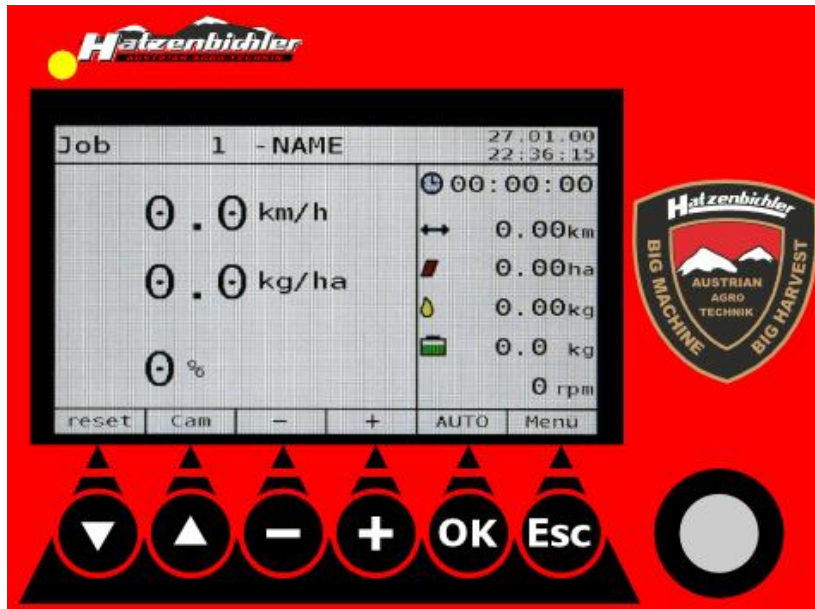 Hatzenbichler
AUSTRIAN AGRO TECHNIK
Job 1 -NAME
27.01.00
22:36:15
0.0 km/h
0.0 kg/ha
0 %
00:00:00
0.00km
0.00ha
0.00kg
0.0 kg
0 rpm
reset Cam - + AUTO Menü
OK Esc
Hatzenbichler
BIG MACHINE
AUSTRIAN
AGRO
TECHNIK
BIG HARVEST